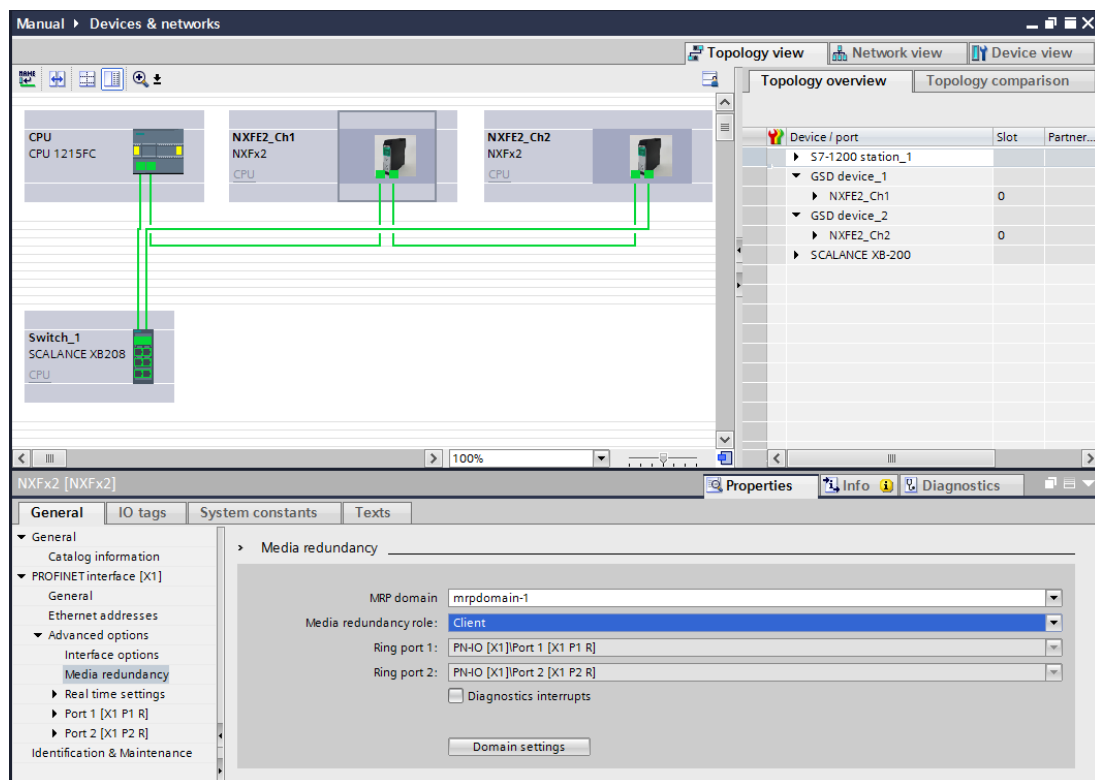 Manual ▸ Devices & networks
Topology view
Network view
Device view
NAME
Topology overview
Topology comparison
CPU
CPU 1215FC
NXFE2_Ch1
NXFx2
CPU
NXFE2_Ch2
NXFx2
CPU
Switch_1
SCALANCE XB208
CPU
100%
Device / port Slot Partner...
S7-1200 station_1
GSD device_1
NXFE2_Ch1 0
GSD device_2
NXFE2_Ch2 0
SCALANCE XB-200
NXFx2 [NXFx2]
Properties
Info
Diagnostics
General IO tags System constants Texts
General
Catalog information
PROFINET interface [X1]
General
Ethernet addresses
Advanced options
Interface options
Media redundancy
Real time settings
Port 1 [X1 P1 R]
Port 2 [X1 P2 R]
Identification & Maintenance
Media redundancy
MRP domain mrpdomain-1
Media redundancy role: Client
Ring port 1: PN-IO [X1]\Port 1 [X1 P1 R]
Ring port 2: PN-IO [X1]\Port 2 [X1 P2 R]
Diagnostics interrupts
Domain settings